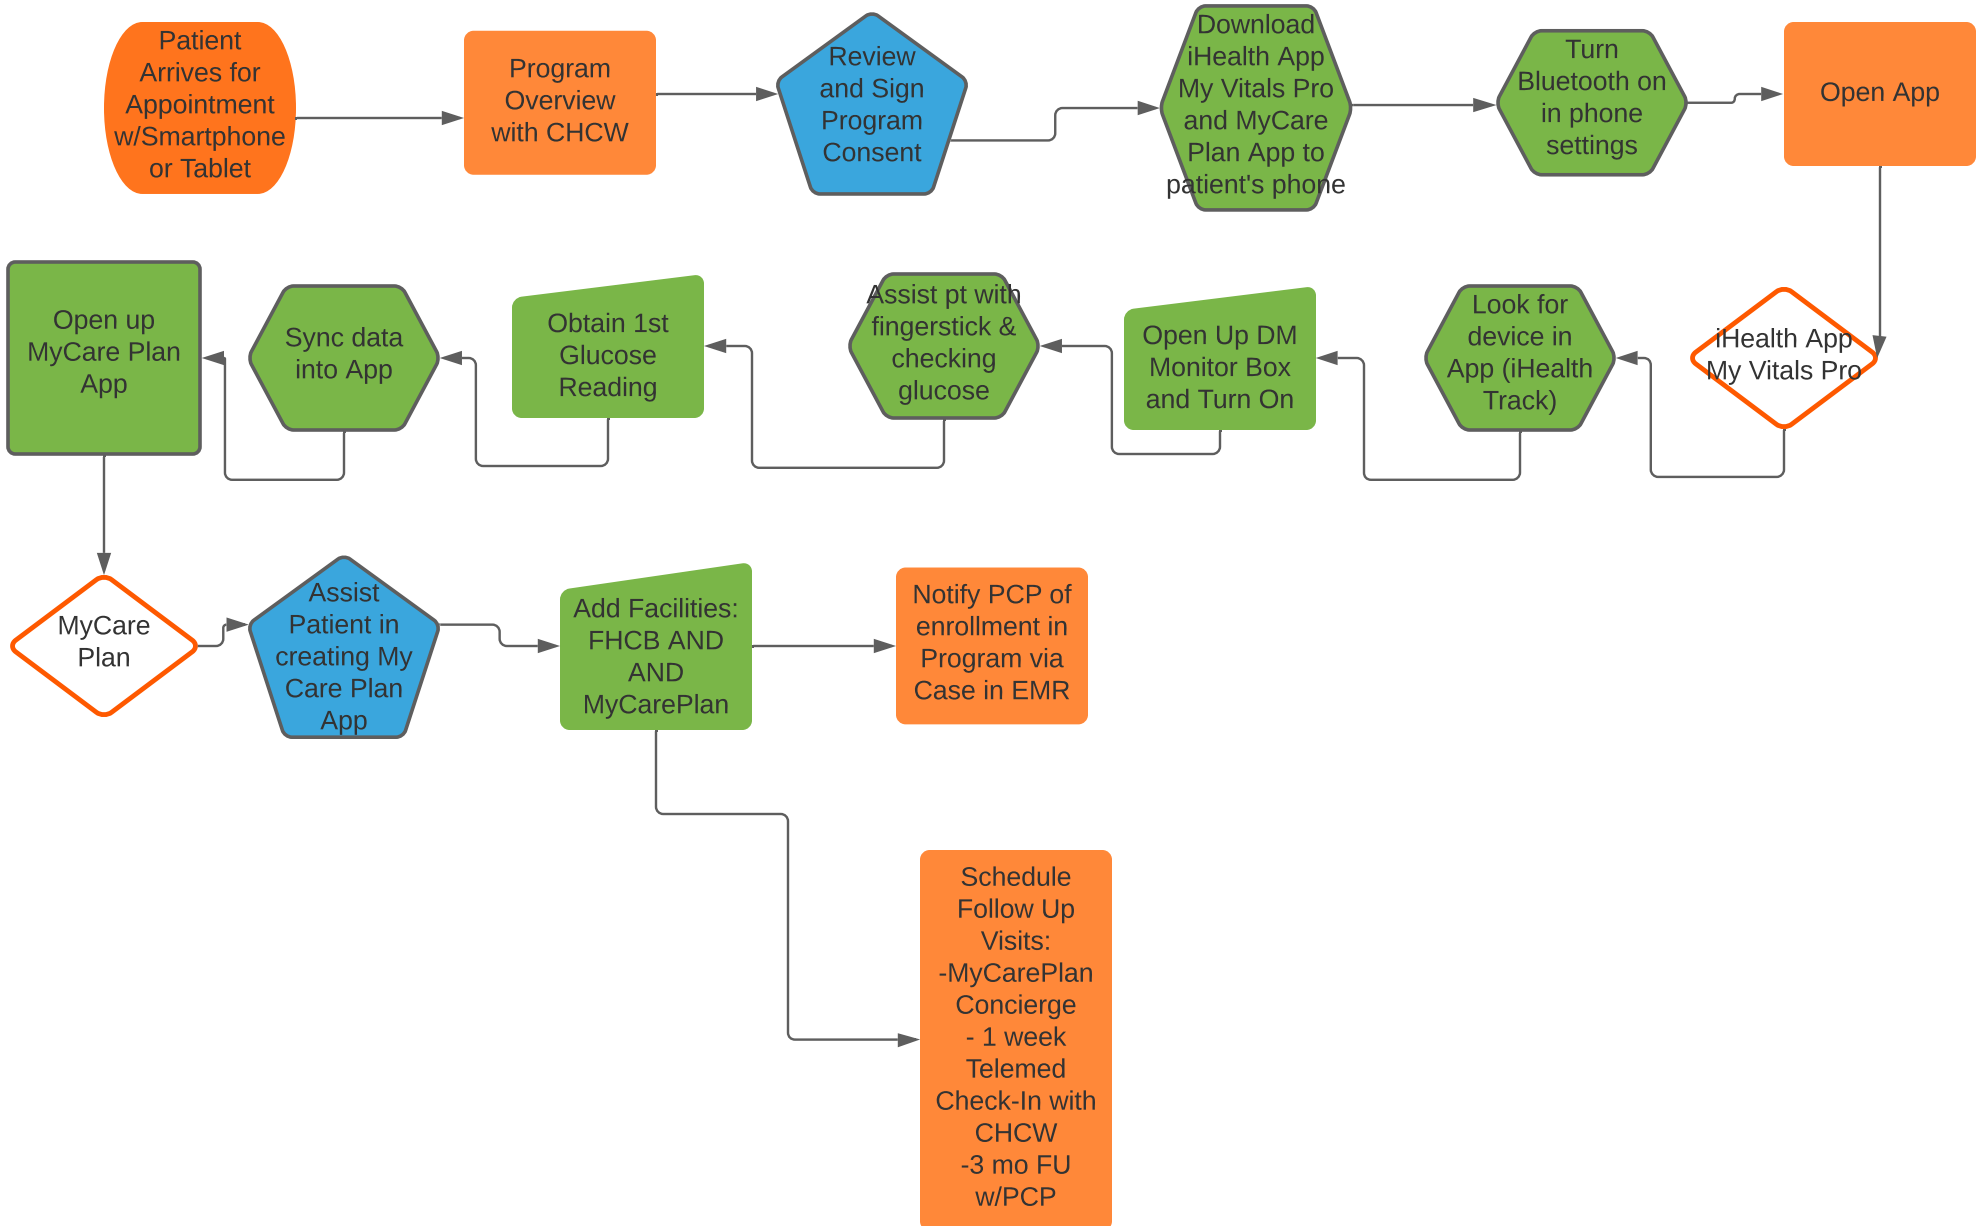 Patient
Arrives for
Appointment
w/Smartphone
or Tablet
Program
Overview
with CHCW
Review
and Sign
Program
Consent
Download
iHealth App
My Vitals Pro
and MyCare
Plan App to
patient's phone
Turn
Bluetooth on
in phone
settings
Open App
iHealth App
My Vitals Pro
Look for
device in
App (iHealth
Track)
Open Up DM
Monitor Box
and Turn On
Assist pt with
fingerstick &
checking
glucose
Obtain 1st
Glucose
Reading
Sync data
into App
Open up
MyCare Plan
App
MyCare
Plan
Assist
Patient in
creating My
Care Plan
App
Add Facilities:
FHCB AND
AND
MyCarePlan
Notify PCP of
enrollment in
Program via
Case in EMR
Schedule
Follow Up
Visits:
-MyCarePlan
Concierge
- 1 week
Telemed
Check-In with
CHCW
-3 mo FU
w/PCP